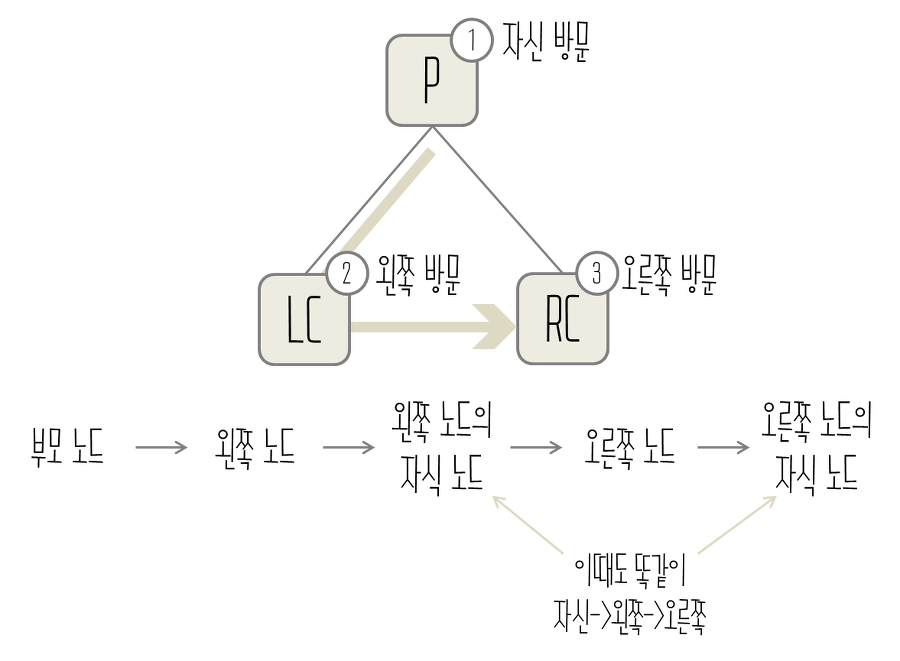 1 자신 방문
P
2 왼쪽 방문
3 오른쪽 방문
LC
RC
부모 노드 → 왼쪽 노드 → 왼쪽 노드의 자식 노드 → 오른쪽 노드 → 오른쪽 노드의 자식 노드
이때도 똑같이
자신->왼쪽->오른쪽